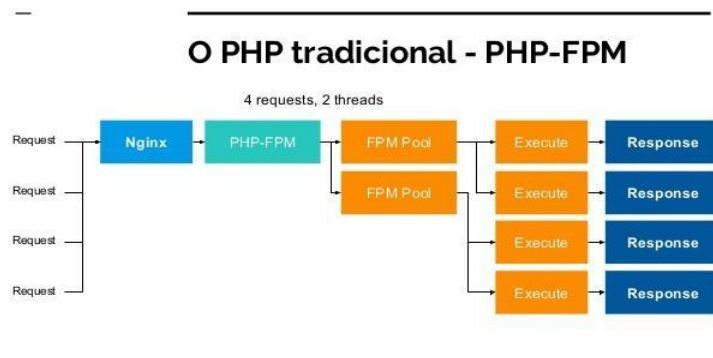 O PHP tradicional - PHP-FPM
4 requests, 2 threads
Request Nginx PHP-FPM FPM Pool Execute Response
Request FPM Pool Execute Response
Request Execute Response
Request Execute Response